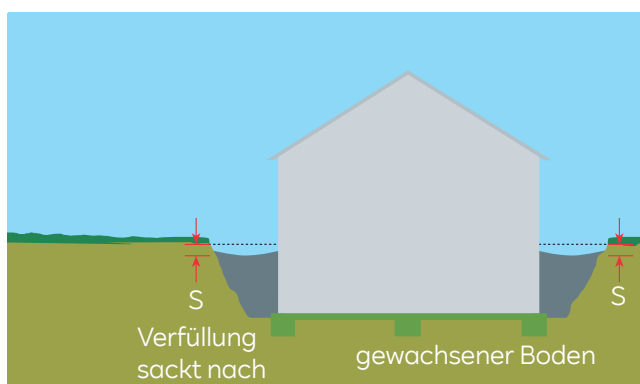 S
S
Verfüllung
sackt nach
gewachsener Boden